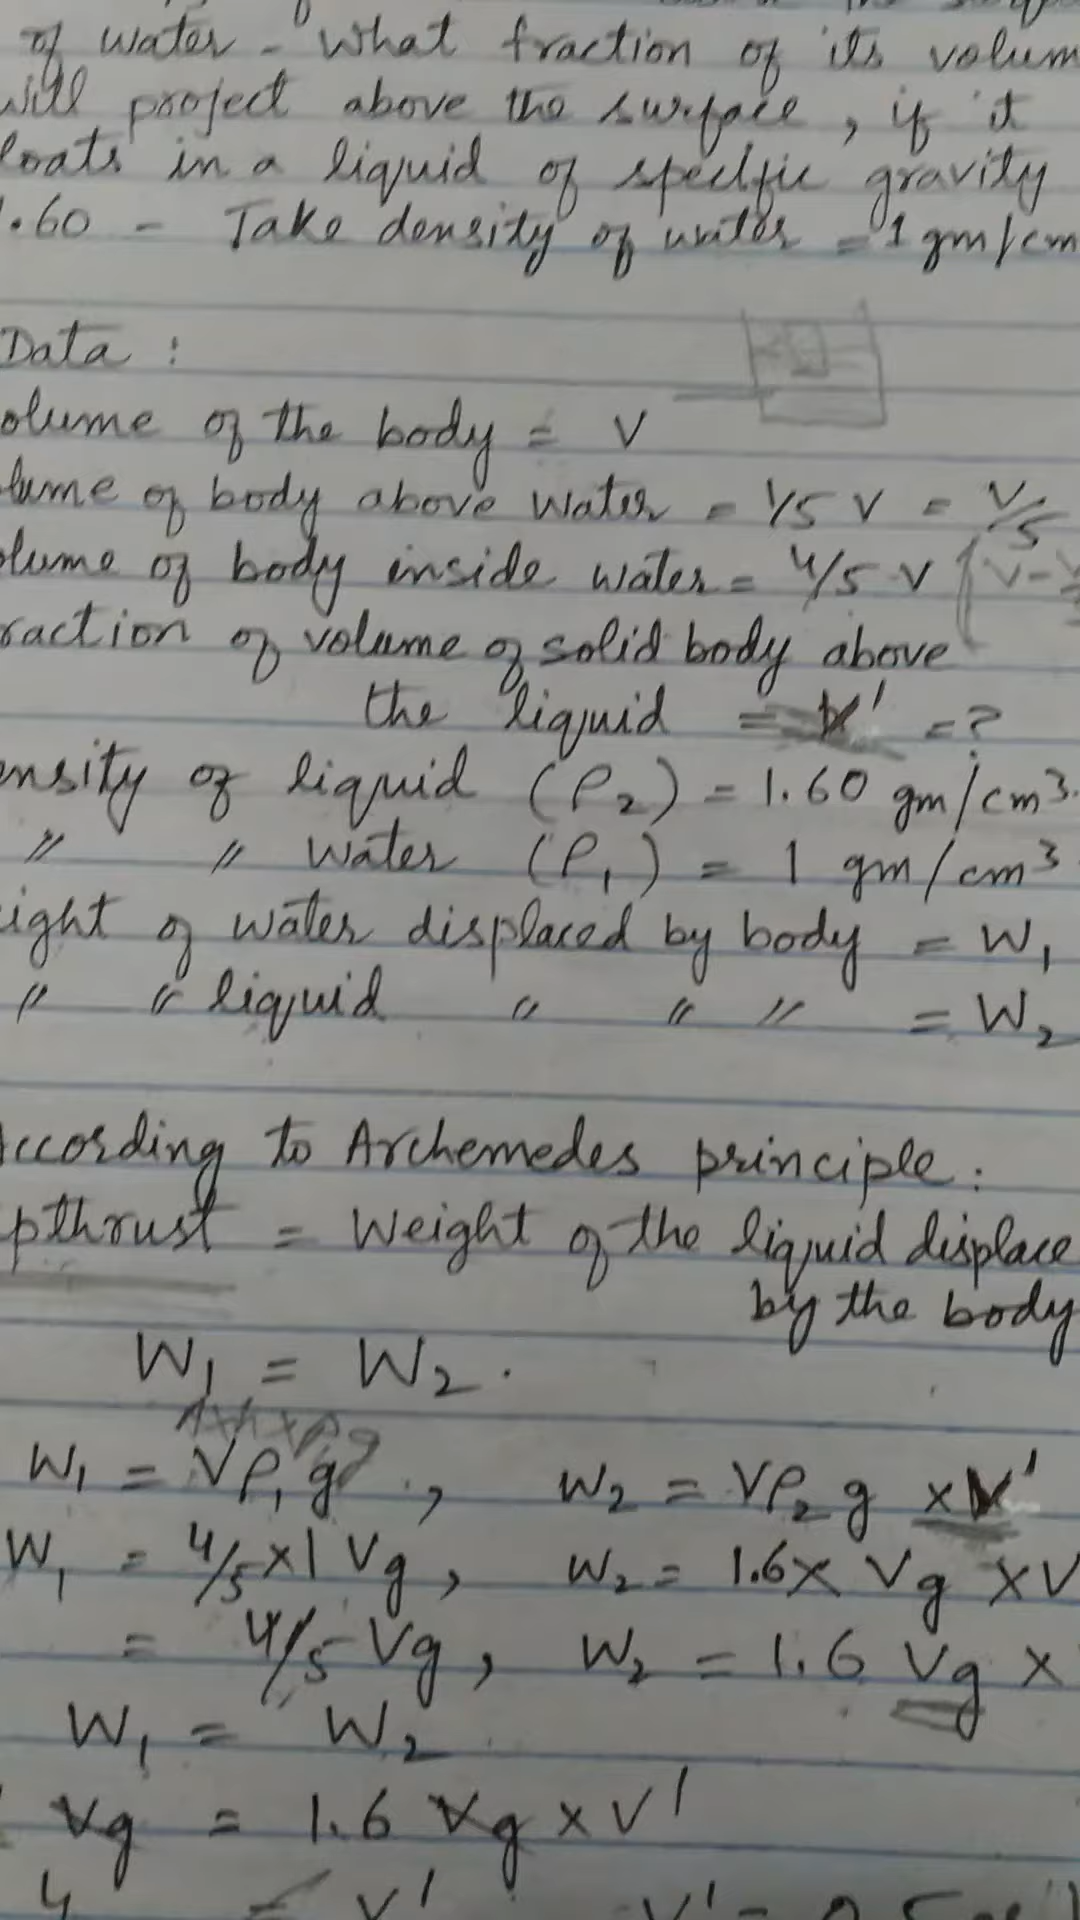 of water - What fraction of its volum
will project above the surface, if it
loats in a liquid of specific gravity
1.60 - Take density of water = 1 gm/cm
Data :
olume of the body = V
lume of body above water = 1/5 V = V/5
olume of body inside water = 4/5 V { V -
raction of volume of solid body above
the liquid = V' = ?
ensity of liquid (ρ2) = 1.60 gm/cm3.
〃 〃 water (ρ1) = 1 gm/cm3
ight of water displaced by body = W1
〃 〃 liquid 〃 〃 〃 = W2
According to Archemedes principle :
pthrust = Weight of the liquid displace
by the body
W1 = W2 .
W1 = Vρ1g , W2 = Vρ2g × V'
W1 = 4/5×1 Vg, W2 = 1.6× Vg ×V
= 4/5 Vg, W2 = 1.6 Vg ×
W1 = W2
Vg = 1.6 Vg × V'
4 = V'